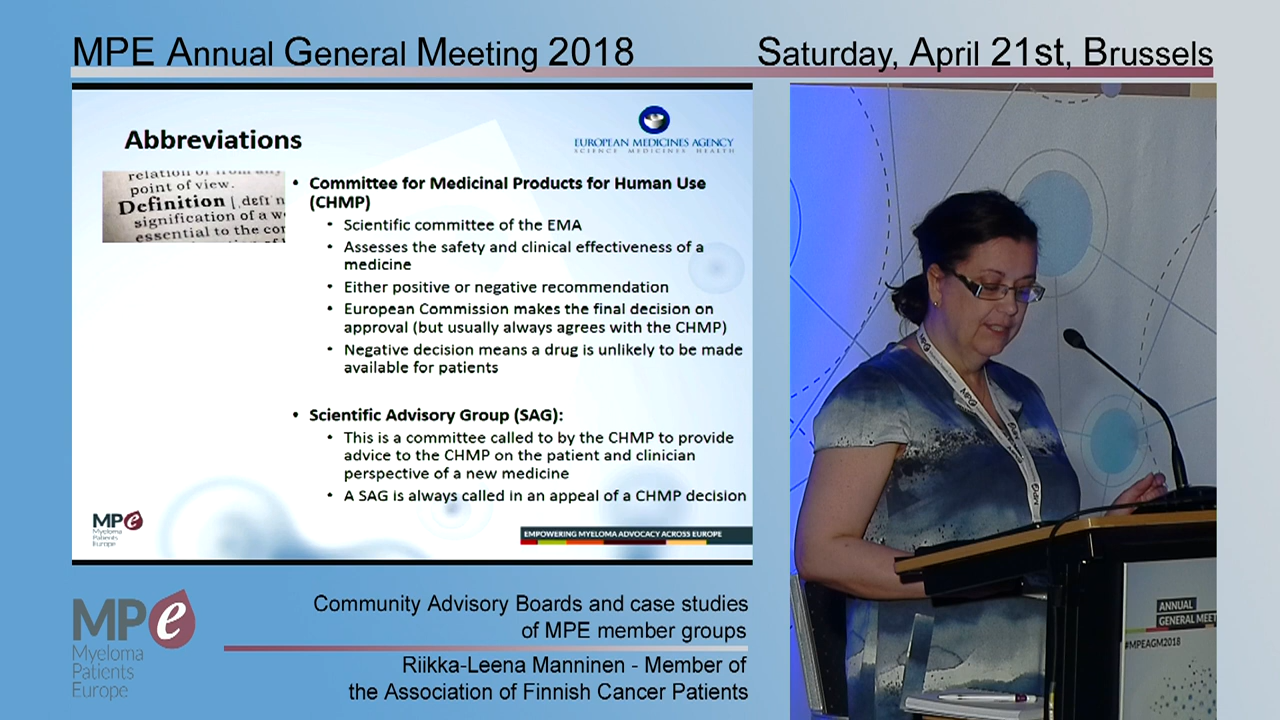 MPE Annual General Meeting 2018
Saturday, April 21st, Brussels
Abbreviations
EUROPEAN MEDICINES AGENCY
SCIENCE MEDICINES HEALTH
point of view.
Definition
signification of a
essential to the
• Committee for Medicinal Products for Human Use
(CHMP)
• Scientific committee of the EMA
• Assesses the safety and clinical effectiveness of a
medicine
• Either positive or negative recommendation
• European Commission makes the final decision on
approval (but usually always agrees with the CHMP)
• Negative decision means a drug is unlikely to be made
available for patients
• Scientific Advisory Group (SAG):
• This is a committee called to by the CHMP to provide
advice to the CHMP on the patient and clinician
perspective of a new medicine
• A SAG is always called in an appeal of a CHMP decision
MPe
Myeloma
Patients
Europe
EMPOWERING MYELOMA ADVOCACY ACROSS EUROPE
MPe
Myeloma
Patients
Europe
Community Advisory Boards and case studies
of MPE member groups
Riikka-Leena Manninen - Member of
the Association of Finnish Cancer Patients
ANNUAL
GENERAL MEET
#MPEAGM2018